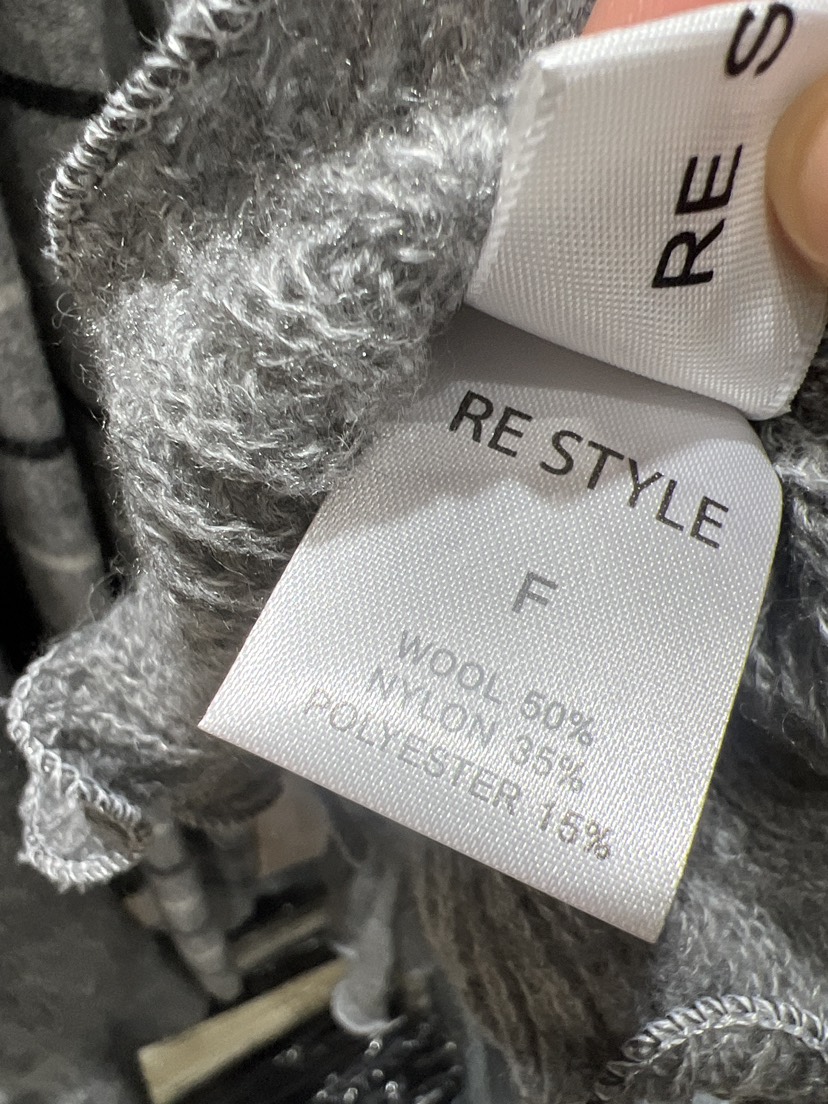 RE S
RE STYLE
F
WOOL 50%
NYLON 35%
POLYESTER 15%